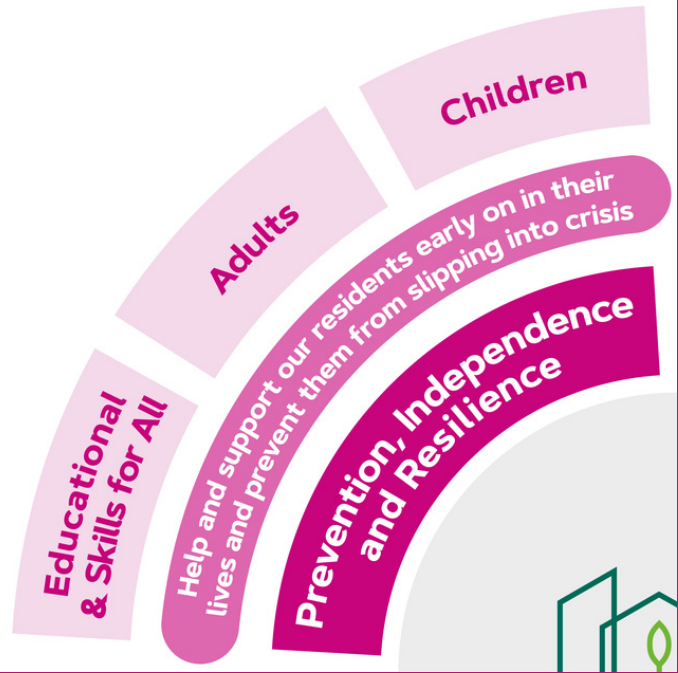 Children
Adults
Educational
& Skills for All
Help and support our residents early on in their
lives and prevent them from slipping into crisis
Prevention, Independence
and Resilience